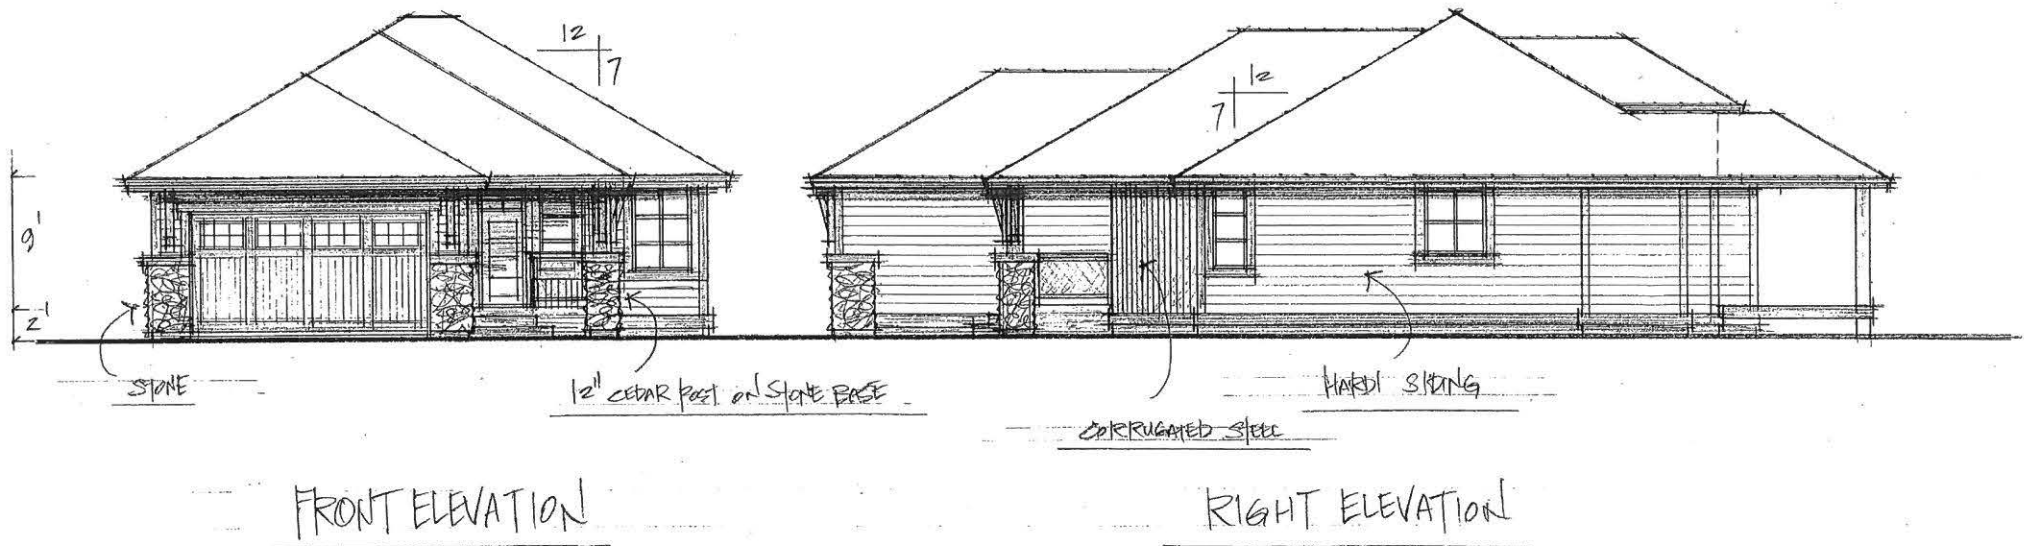 12
7
12
7
9'
2'
STONE
12" CEDAR POST ON STONE BASE
HARDI SIDING
CORRUGATED STEEL
FRONT ELEVATION
RIGHT ELEVATION